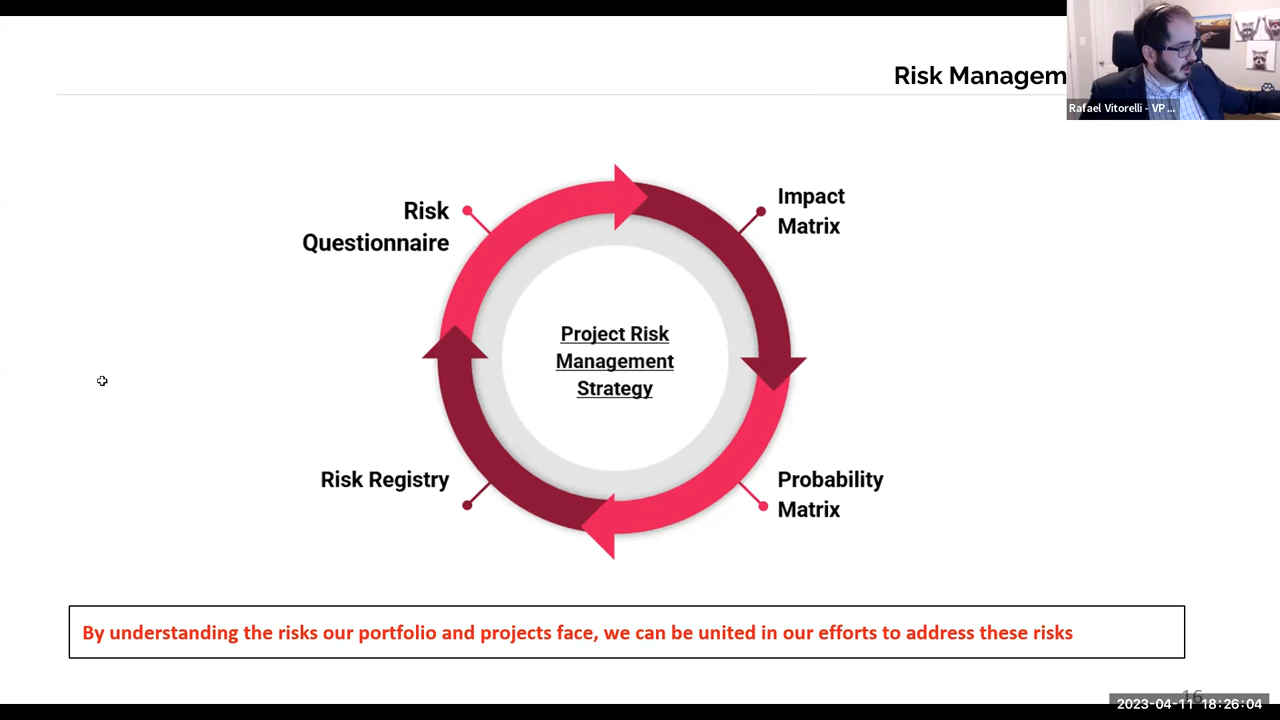 Risk Managem
Rafael Vitorelli - VP ...
Risk
Questionnaire
Impact
Matrix
Project Risk
Management
Strategy
Risk Registry
Probability
Matrix
By understanding the risks our portfolio and projects face, we can be united in our efforts to address these risks
16
2023-04-11 18:26:04